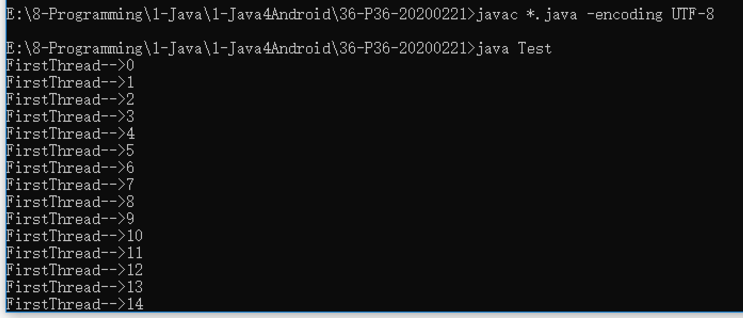 E:\8-Programming\1-Java\1-Java4Android\36-P36-20200221>javac *.java -encoding UTF-8
E:\8-Programming\1-Java\1-Java4Android\36-P36-20200221>java Test
FirstThread-->0
FirstThread-->1
FirstThread-->2
FirstThread-->3
FirstThread-->4
FirstThread-->5
FirstThread-->6
FirstThread-->7
FirstThread-->8
FirstThread-->9
FirstThread-->10
FirstThread-->11
FirstThread-->12
FirstThread-->13
FirstThread-->14